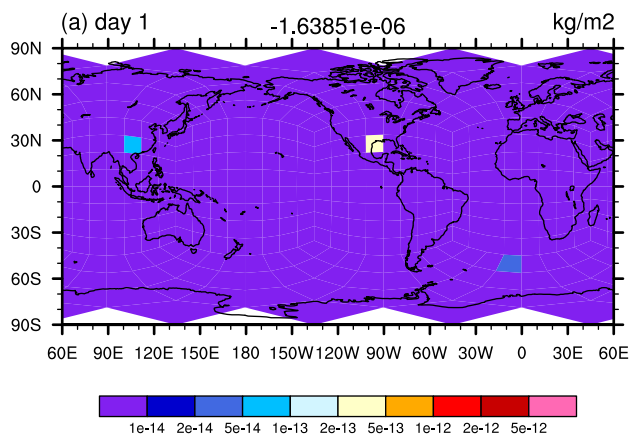 (a) day 1 -1.63851e-06 kg/m2
90N
60N
30N
0
30S
60S
90S
60E 90E 120E 150E 180 150W 120W 90W 60W 30W 0 30E 60E
1e-14 2e-14 5e-14 1e-13 2e-13 5e-13 1e-12 2e-12 5e-12